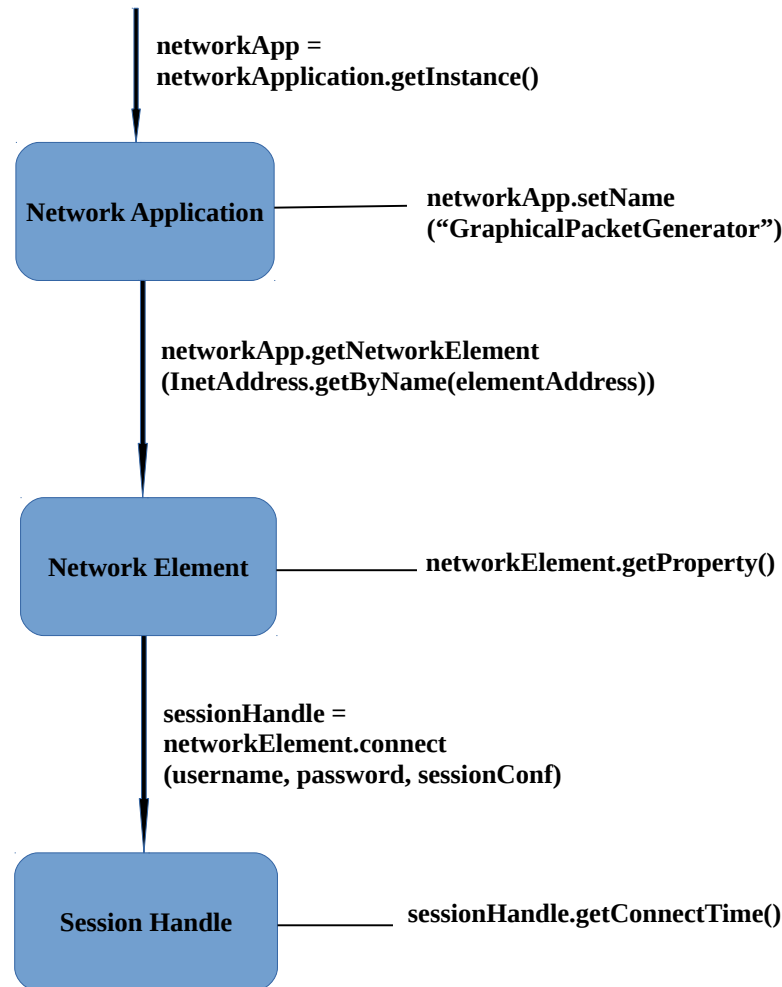 networkApp =
networkApplication.getInstance()
Network Application
networkApp.setName
(“GraphicalPacketGenerator”)
networkApp.getNetworkElement
(InetAddress.getByName(elementAddress))
Network Element
networkElement.getProperty()
sessionHandle =
networkElement.connect
(username, password, sessionConf)
Session Handle
sessionHandle.getConnectTime()